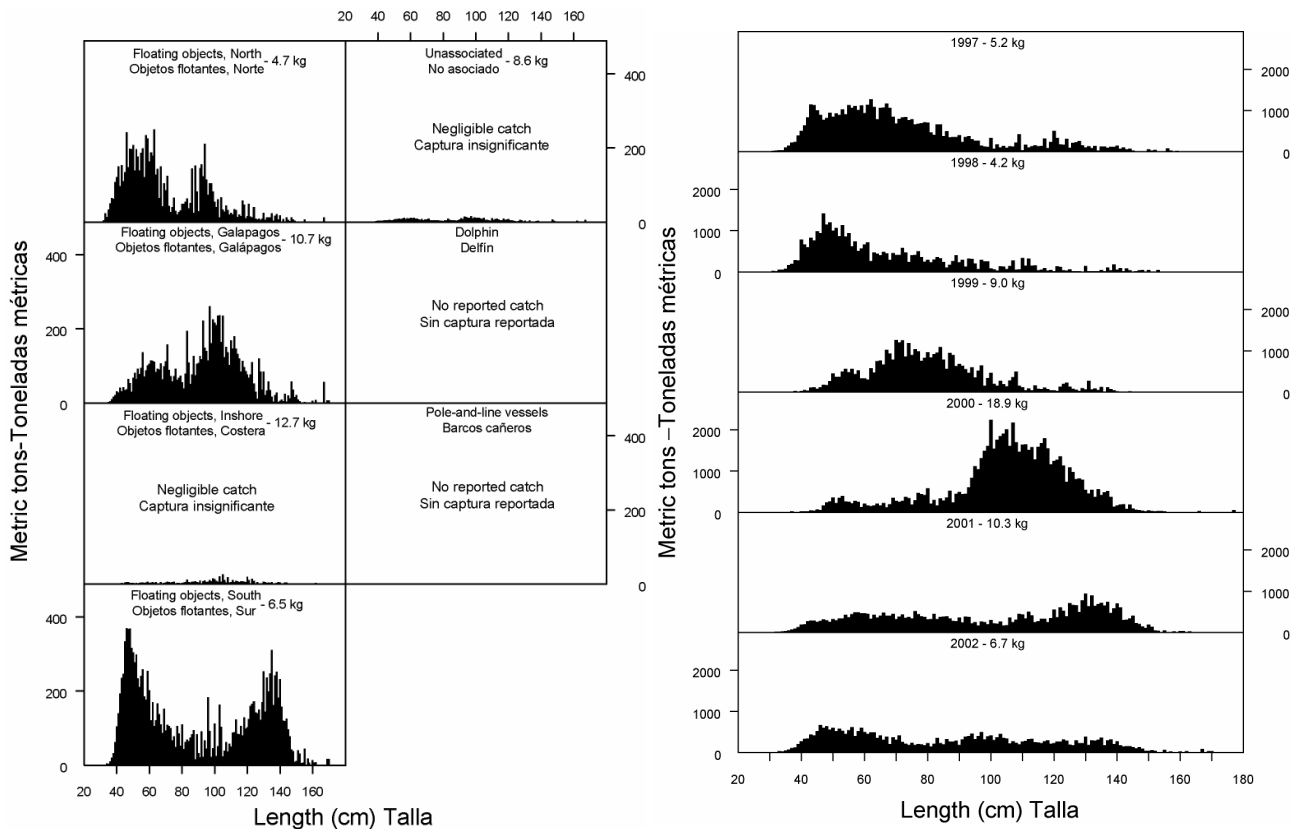 20 40 60 80 100 120 140 160
Floating objects, North
Objetos flotantes, Norte
- 4.7 kg
Unassociated
No asociado
- 8.6 kg
400
200
0
Negligible catch
Captura insignificante
400
200
0
Floating objects, Galapagos
Objetos flotantes, Galápagos
- 10.7 kg
Dolphin
Delfín
No reported catch
Sin captura reportada
400
200
0
Floating objects, Inshore
Objetos flotantes, Costera
- 12.7 kg
Pole-and-line vessels
Barcos cañeros
Negligible catch
Captura insignificante
No reported catch
Sin captura reportada
400
200
0
Floating objects, South
Objetos flotantes, Sur
- 6.5 kg
400
200
0
20 40 60 80 100 120 140 160
Length (cm) Talla
Metric tons-Toneladas métricas
1997 - 5.2 kg
2000
1000
0
1998 - 4.2 kg
2000
1000
0
1999 - 9.0 kg
2000
1000
0
2000 - 18.9 kg
2000
1000
0
2001 - 10.3 kg
2000
1000
0
2002 - 6.7 kg
2000
1000
0
20 40 60 80 100 120 140 160 180
Length (cm) Talla
Metric tons –Toneladas métricas